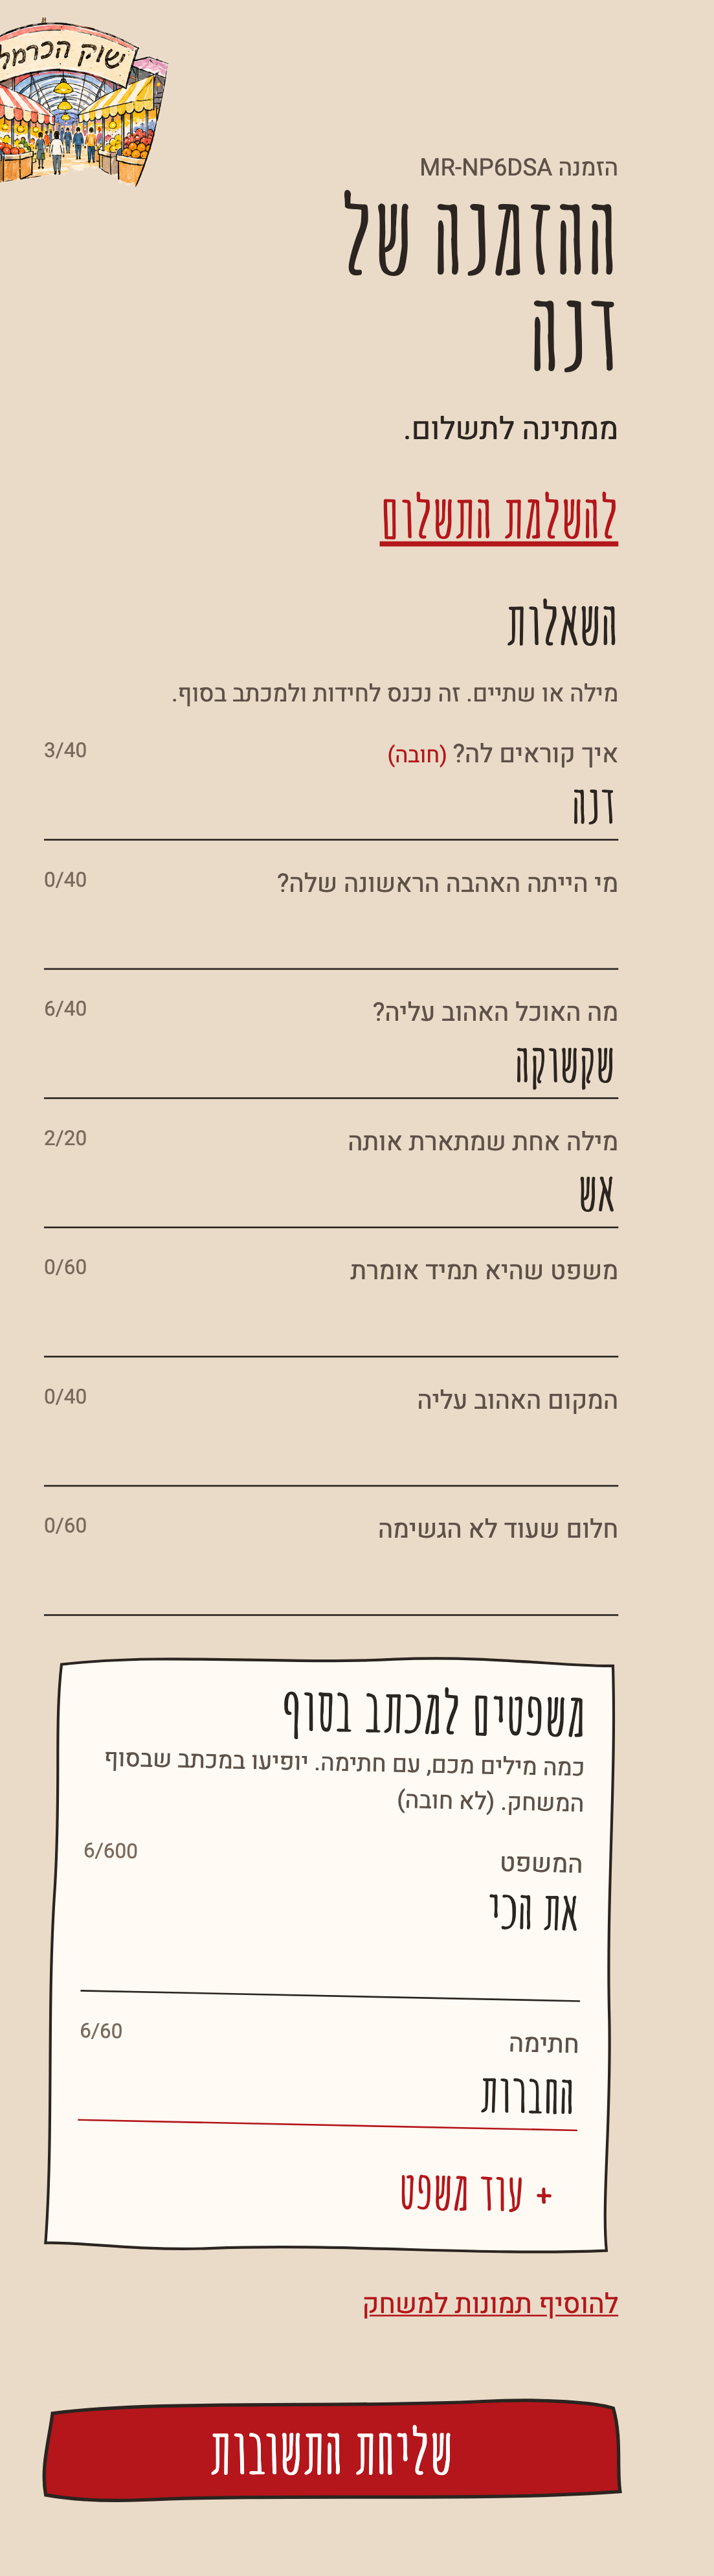 שוק הכרמל
הזמנה MR-NP6DSA
ההזמנה של
דנה
ממתינה לתשלום.
להשלמת התשלום
השאלות
מילה או שתיים. זה נכנס לחידות ולמכתב בסוף.
איך קוראים לה? (חובה) 3/40
דנה
מי הייתה האהבה הראשונה שלה? 0/40
מה האוכל האהוב עליה? 6/40
שקשוקה
מילה אחת שמתארת אותה 2/20
אש
משפט שהיא תמיד אומרת 0/60
המקום האהוב עליה 0/40
חלום שעוד לא הגשימה 0/60
משפטים למכתב בסוף
כמה מילים מכם, עם חתימה. יופיעו במכתב שבסוף
המשחק. (לא חובה)
המשפט 6/600
את הכי
חתימה 6/60
החברות
+ עוד משפט
להוסיף תמונות למשחק
שליחת התשובות